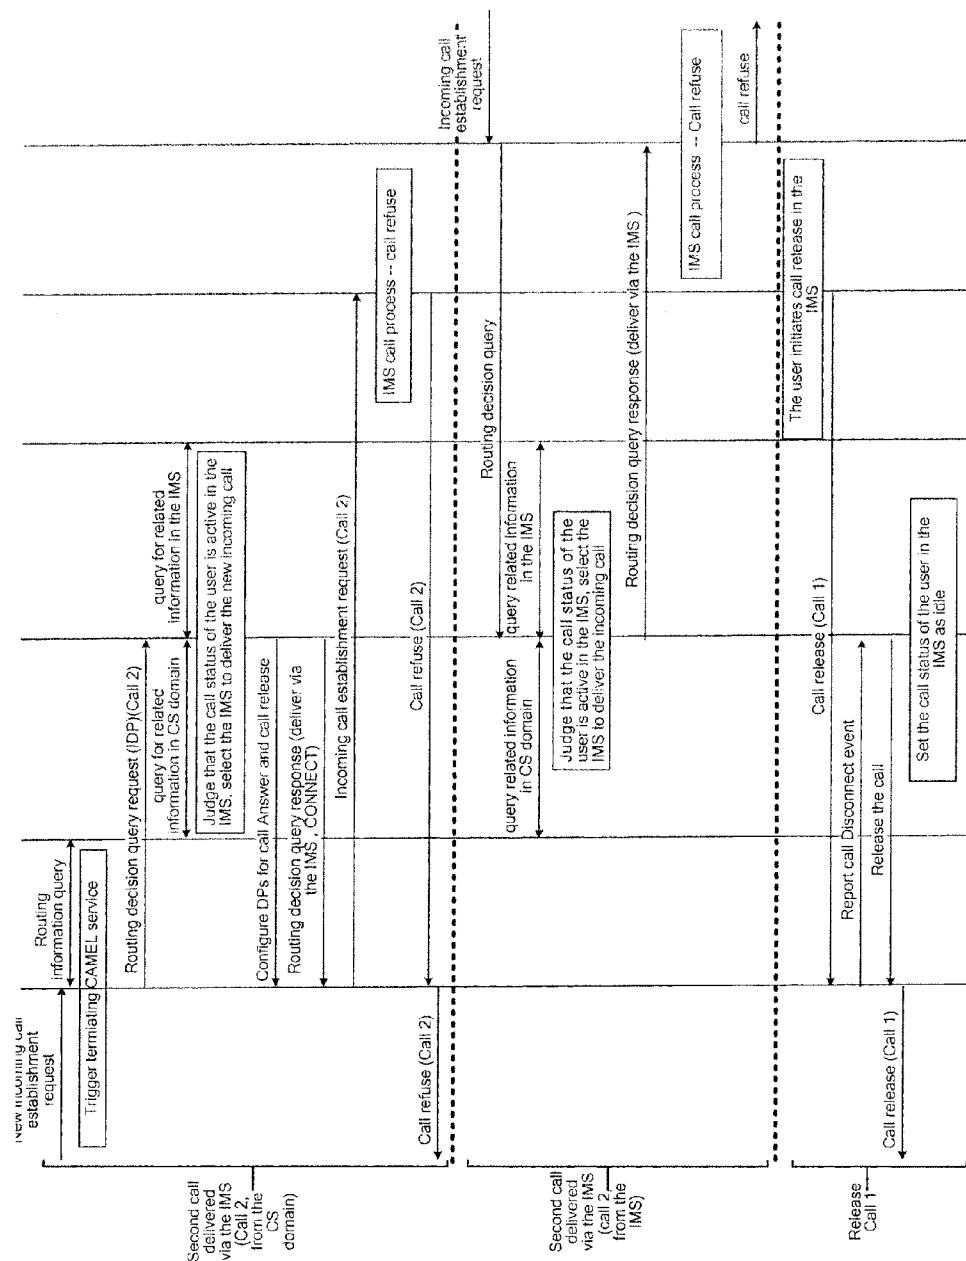 New incoming call
establishment
request
Routing
information query
Trigger termiating CAMEL service
Routing decision query request (IDP)(Call 2)
query for related
information in CS domain
query for related
information in the IMS
Judge that the call status of the user is active in the
IMS, select the IMS to deliver the new incoming call
Configure DPs for call Answer and call release
Routing decision query response (deliver via
the IMS , CONNECT)
Incoming call establishment request (Call 2)
IMS call process -- call refuse
Call refuse (Call 2)
Call refuse (Call 2)
Second call
delivered
via the IMS
(Call 2,
from the
CS
domain)
Incoming call
establishment
request
Routing decision query
query related information
in CS domain
query related information
in the IMS
Judge that the call status of the
user is active in the IMS, select the
IMS to deliver the incoming call
Routing decision query response (deliver via the IMS )
IMS call process -- Call refuse
call refuse
Second call
delivered
via the IMS
(call 2,
from the
IMS)
The user initiates call release in the
IMS
Call release (Call 1)
Report call Disconnect event
Release the call
Call release (Call 1)
Set the call status of the user in the
IMS as idle
Release
Call 1